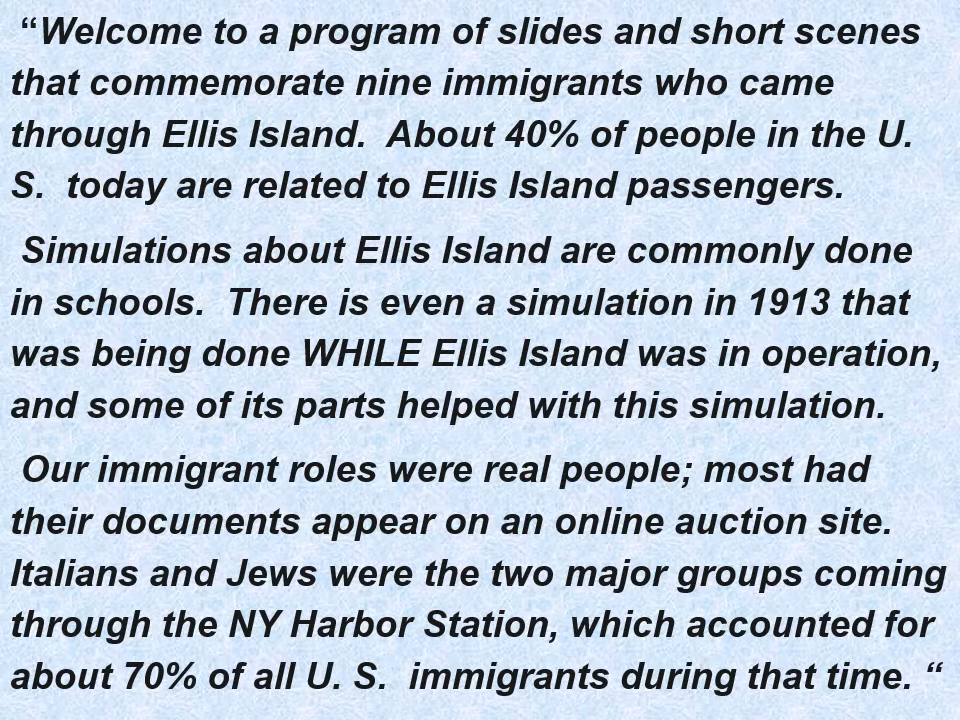 “Welcome to a program of slides and short scenes
that commemorate nine immigrants who came
through Ellis Island.  About 40% of people in the U.
S.  today are related to Ellis Island passengers.
Simulations about Ellis Island are commonly done
in schools.  There is even a simulation in 1913 that
was being done WHILE Ellis Island was in operation,
and some of its parts helped with this simulation.
Our immigrant roles were real people; most had
their documents appear on an online auction site.
Italians and Jews were the two major groups coming
through the NY Harbor Station, which accounted for
about 70% of all U. S.  immigrants during that time. “